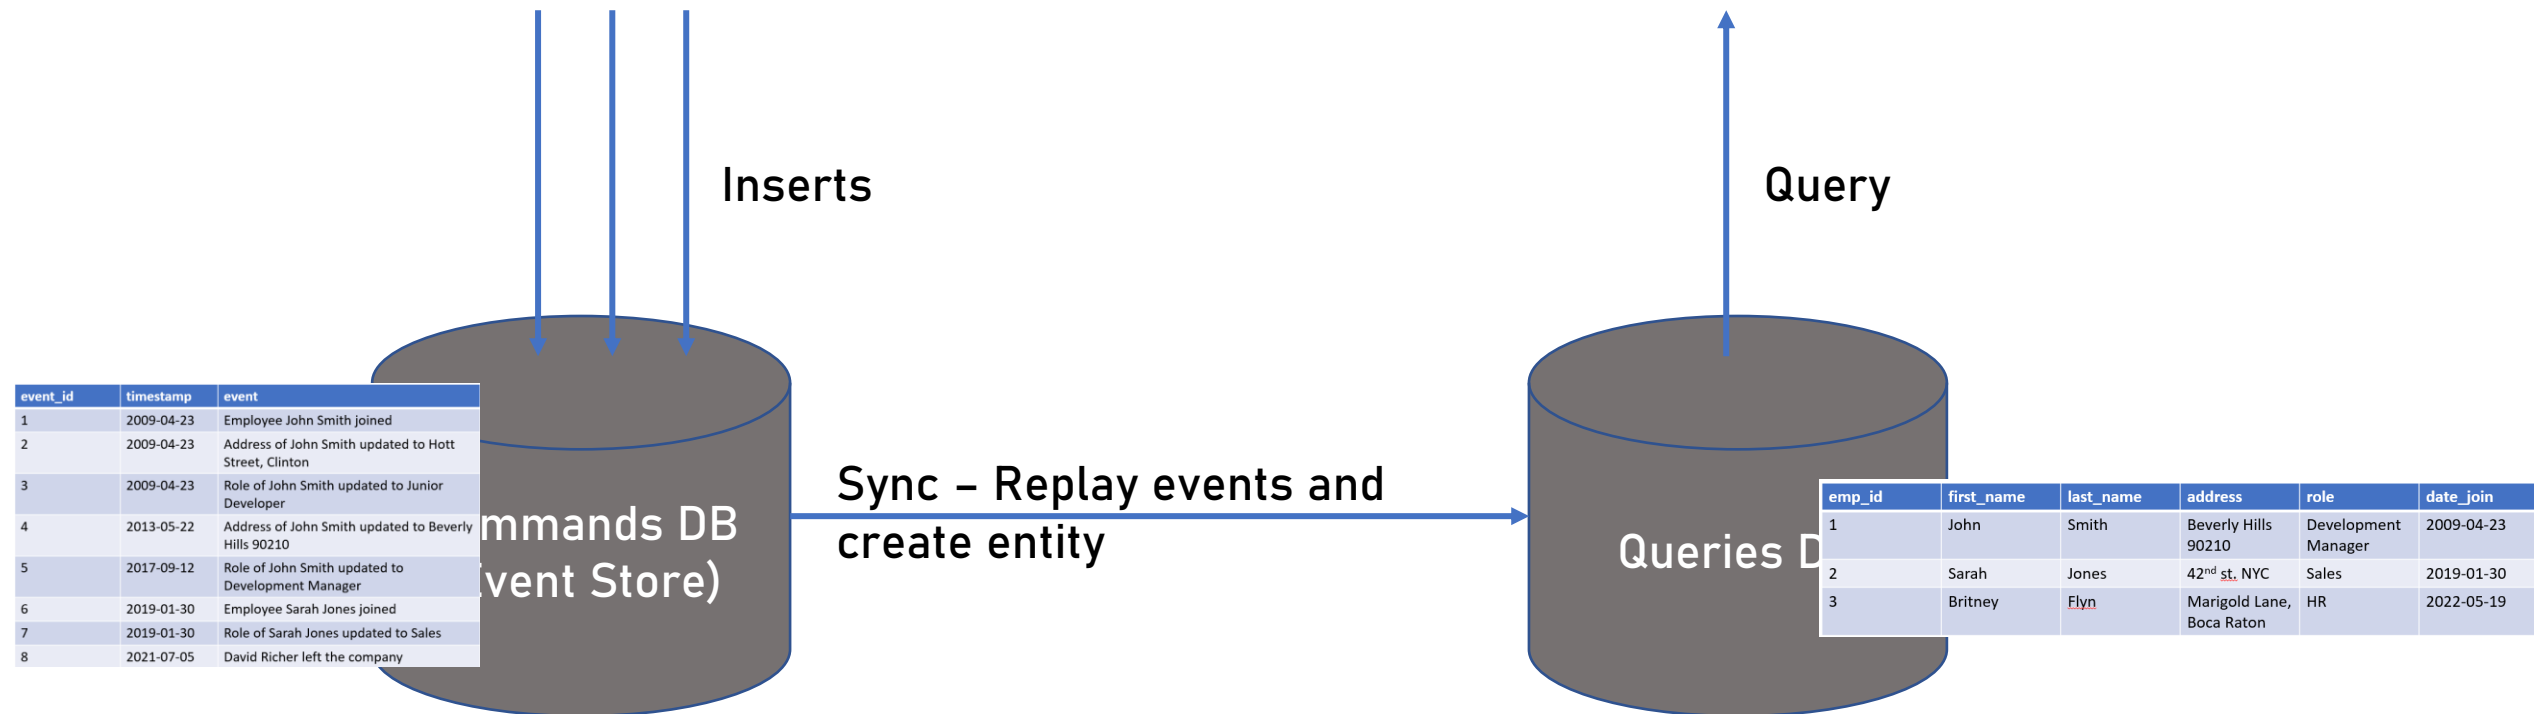 Inserts
Query
event_id timestamp event
1 2009-04-23 Employee John Smith joined
2 2009-04-23 Address of John Smith updated to Hott
Street, Clinton
3 2009-04-23 Role of John Smith updated to Junior
Developer
4 2013-05-22 Address of John Smith updated to Beverly
Hills 90210
5 2017-09-12 Role of John Smith updated to
Development Manager
6 2019-01-30 Employee Sarah Jones joined
7 2019-01-30 Role of Sarah Jones updated to Sales
8 2021-07-05 David Richer left the company
mmands DB
vent Store)
Sync – Replay events and
create entity
Queries D
emp_id first_name last_name address role date_join
1 John Smith Beverly Hills Development 2009-04-23
90210 Manager
2 Sarah Jones 42nd st. NYC Sales 2019-01-30
3 Britney Flyn Marigold Lane, HR 2022-05-19
Boca Raton